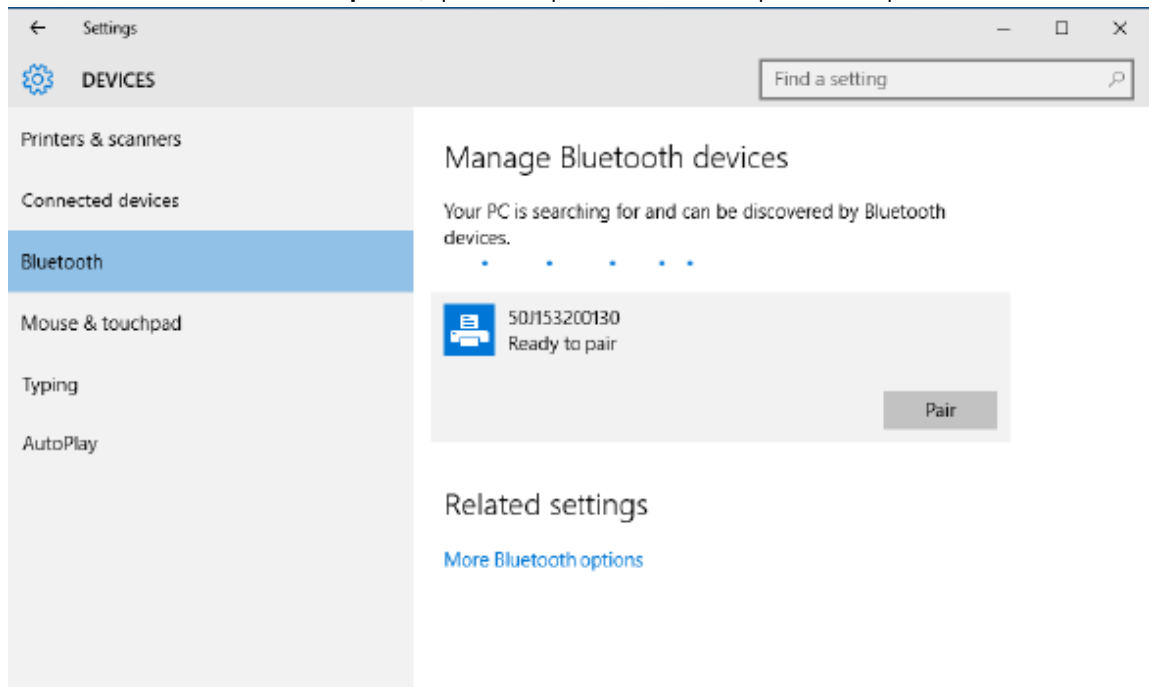 Settings
DEVICES
Find a setting
Printers & scanners
Connected devices
Bluetooth
Mouse & touchpad
Typing
AutoPlay
Manage Bluetooth devices
Your PC is searching for and can be discovered by Bluetooth
devices.
50J153200130
Ready to pair
Pair
Related settings
More Bluetooth options